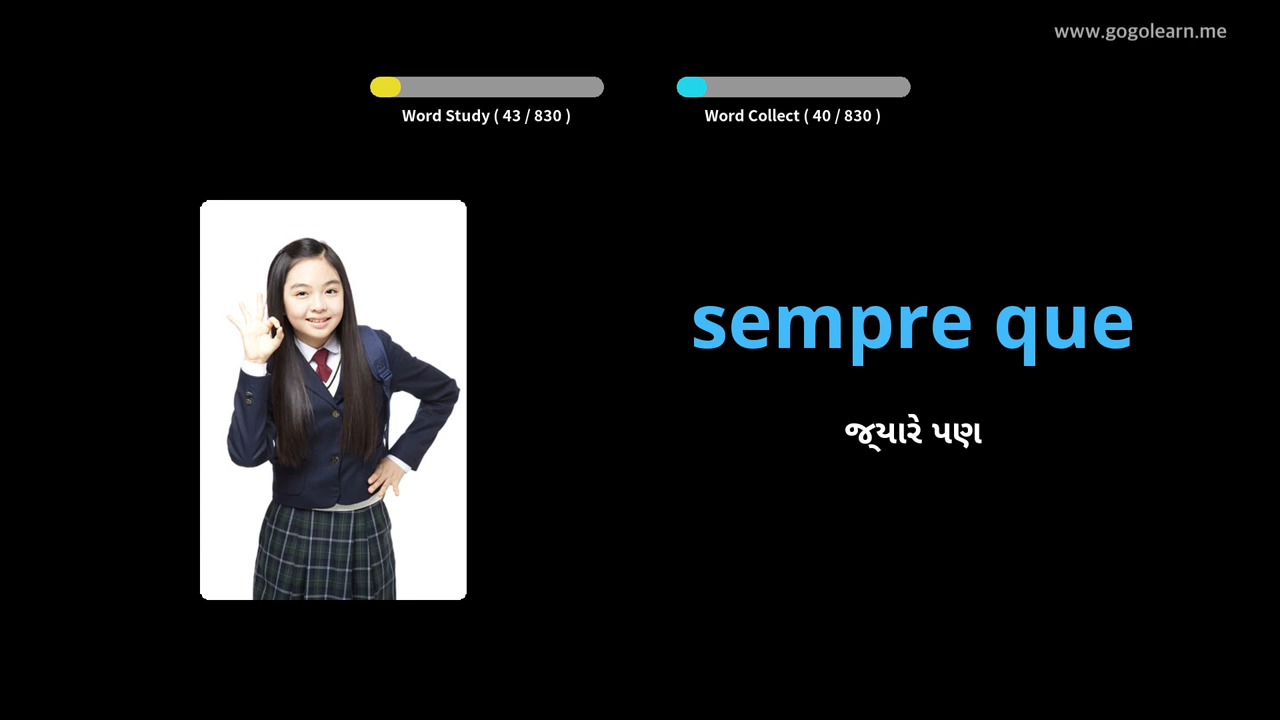 www.gogolearn.me
Word Study ( 43 / 830 )
Word Collect ( 40 / 830 )
sempre que
જ્યારે પણ